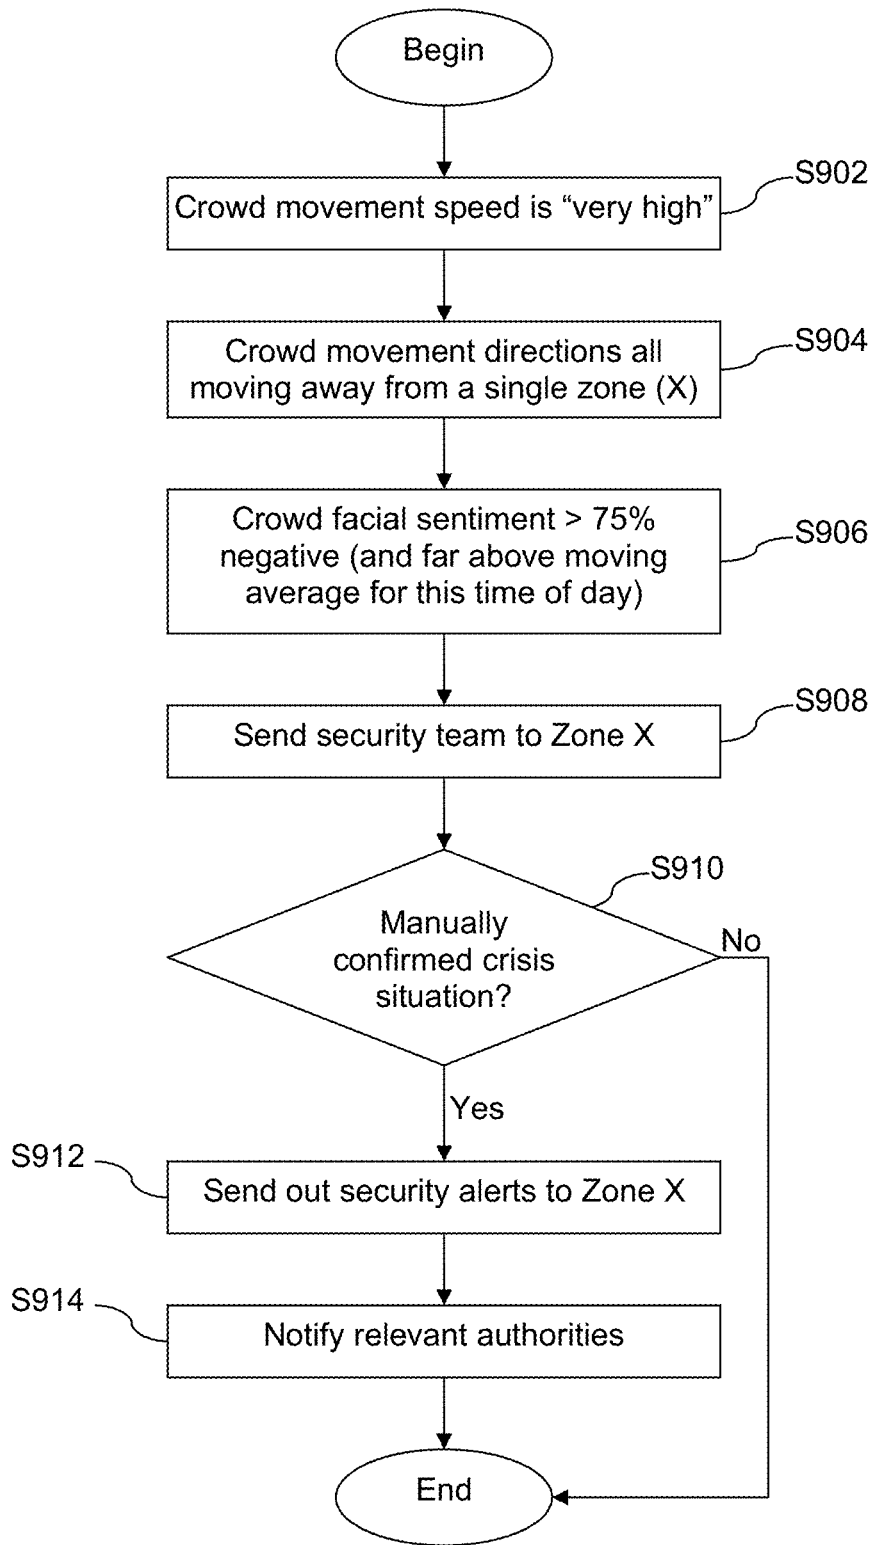 Begin
S902
Crowd movement speed is “very high”
S904
Crowd movement directions all
moving away from a single zone (X)
S906
Crowd facial sentiment > 75%
negative (and far above moving
average for this time of day)
S908
Send security team to Zone X
S910
Manually
confirmed crisis
situation?
No
Yes
S912
Send out security alerts to Zone X
S914
Notify relevant authorities
End